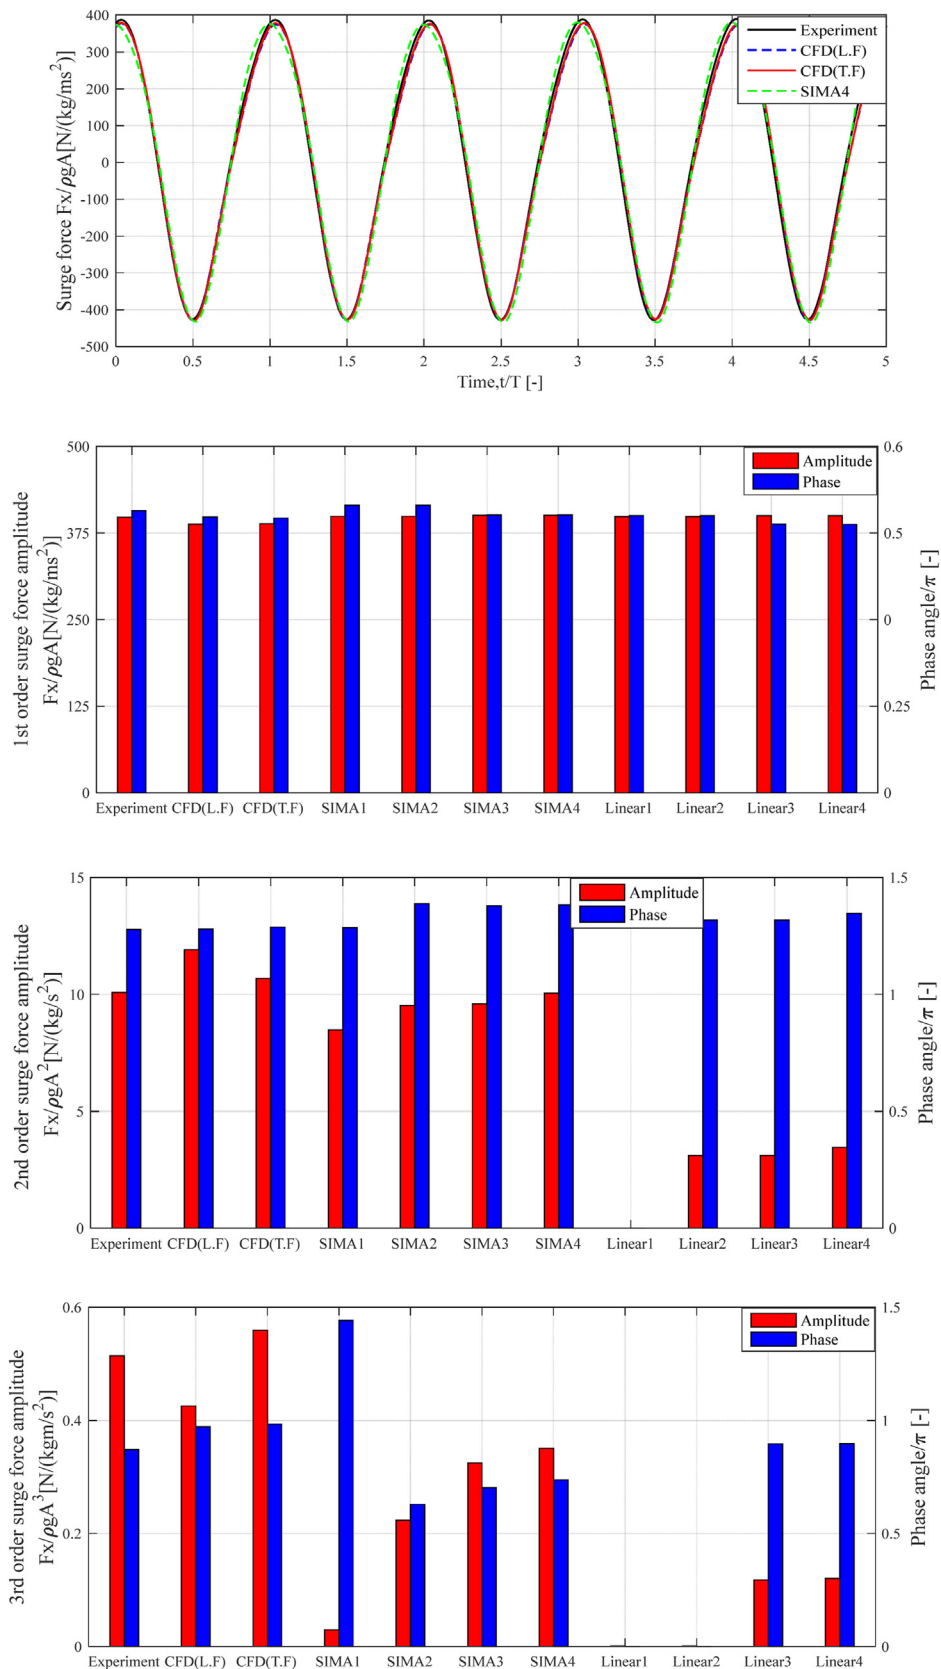 400
300
200
100
0
-100
-200
-300
-400
-500
Surge force Fx/ρgA[N/(kg/ms²)]
0 0.5 1 1.5 2 2.5 3 3.5 4 4.5 5
Time,t/T [-]
Experiment
CFD(L.F)
CFD(T.F)
SIMA4
1st order surge force amplitude
Fx/ρgA[N/(kg/ms²)]
500
375
250
125
0
Amplitude
Phase
0.6
0.5
0
0.25
0
Phase angle/π [-]
Experiment CFD(L.F) CFD(T.F) SIMA1 SIMA2 SIMA3 SIMA4 Linear1 Linear2 Linear3 Linear4
2nd order surge force amplitude
Fx/ρgA²[N/(kg/s²)]
15
10
5
0
Amplitude
Phase
1.5
1
0.5
0
Phase angle/π [-]
Experiment CFD(L.F) CFD(T.F) SIMA1 SIMA2 SIMA3 SIMA4 Linear1 Linear2 Linear3 Linear4
3rd order surge force amplitude
Fx/ρgA³[N/(kgm/s²)]
0.6
0.4
0.2
0
Amplitude
Phase
1.5
1
0.5
0
Phase angle/π [-]
Experiment CFD(L.F) CFD(T.F) SIMA1 SIMA2 SIMA3 SIMA4 Linear1 Linear2 Linear3 Linear4